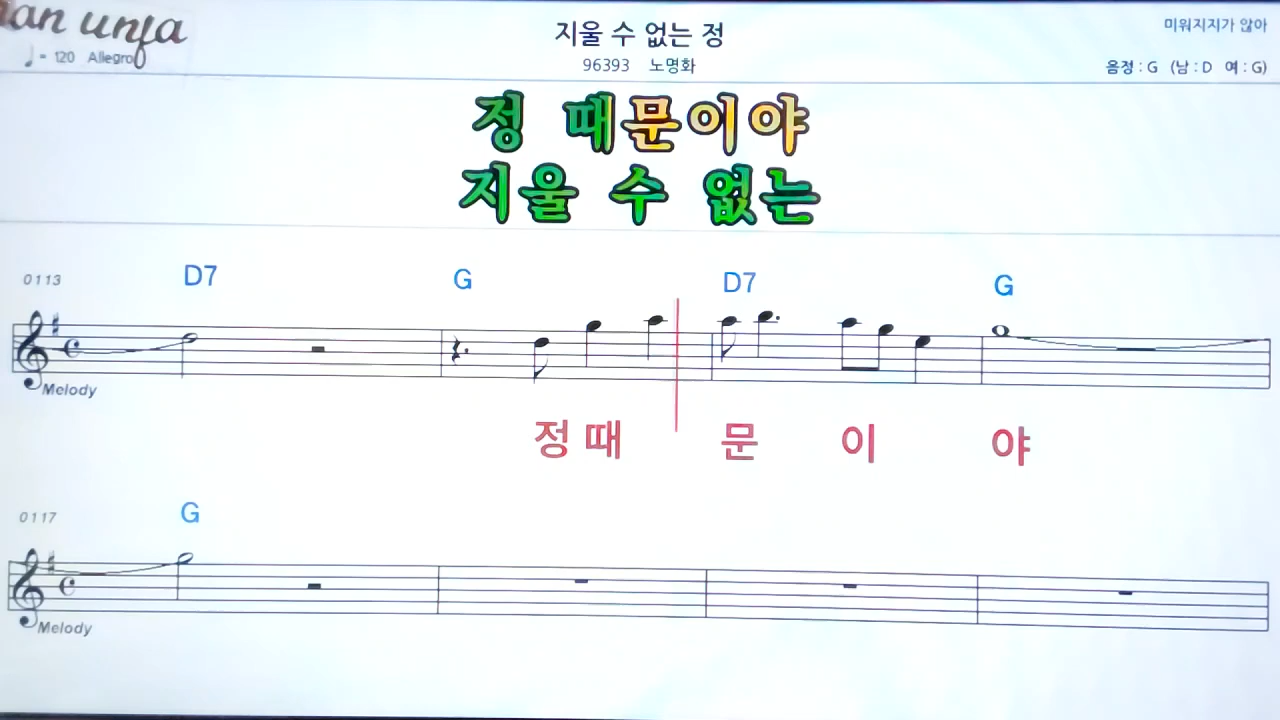 ♩ = 120 Allegro
지울 수 없는 정
96393 노명화
미워지지가 않아
음정 : G (남 : D 여 : G)
정 때문이야
지울 수 없는
0113 D7 G D7 G
Melody
정 때 문 이 야
0117 G
Melody